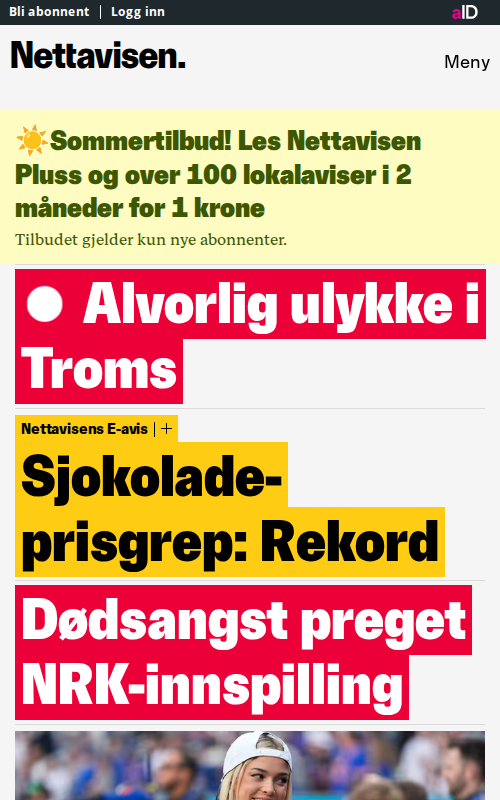 Bli abonnent | Logg inn
aID
Nettavisen.
Meny
☀️Sommertilbud! Les Nettavisen
Pluss og over 100 lokalaviser i 2
måneder for 1 krone
Tilbudet gjelder kun nye abonnenter.
Alvorlig ulykke i
Troms
Nettavisens E-avis | +
Sjokolade-
prisgrep: Rekord
Dødsangst preget
NRK-innspilling